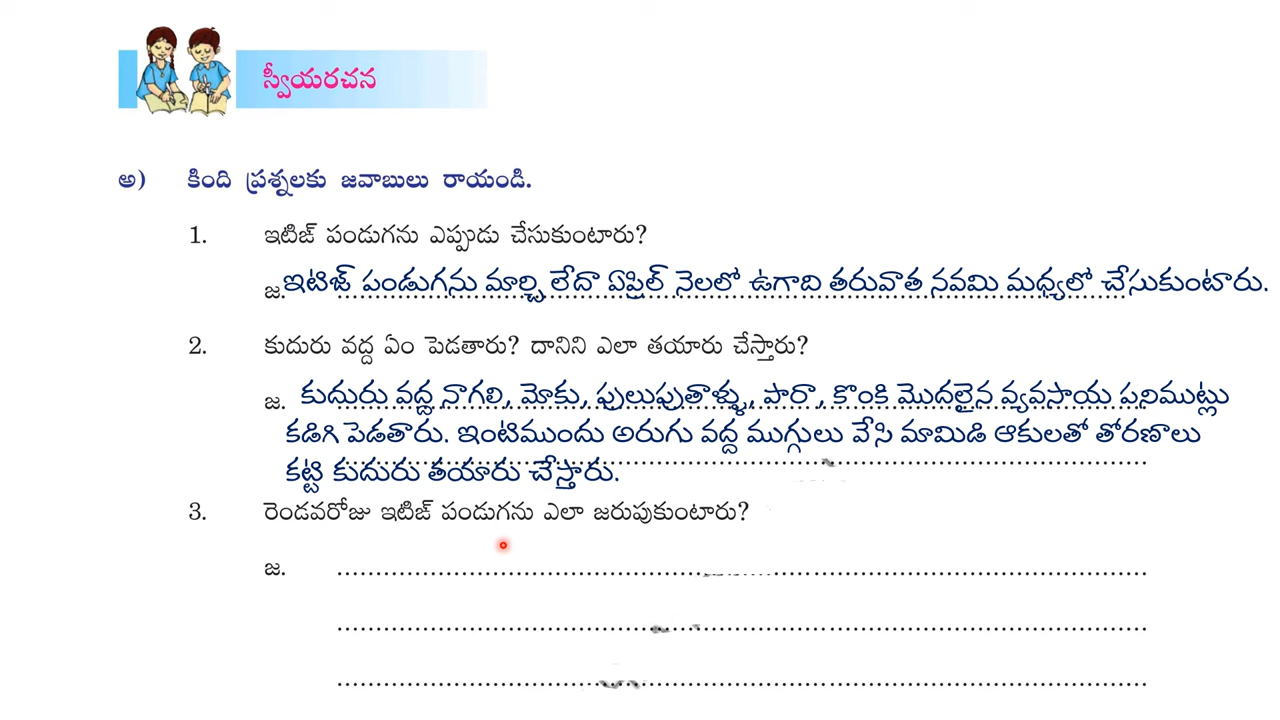 స్వీయరచన
అ) కింది ప్రశ్నలకు జవాబులు రాయండి.
1. ఇటిజ్ పండుగను ఎప్పుడు చేసుకుంటారు?
జ. ఇటిజ్ పండుగను మార్చి లేదా ఏప్రిల్ నెలలో ఉగాది తరువాత నవమి మధ్యలో చేసుకుంటారు.
2. కుదురు వద్ద ఏం పెడతారు? దానిని ఎలా తయారు చేస్తారు?
జ. కుదురు వద్ద నాగలి, మోకు, పులుపుతాళ్ళు, పారా, కొంకి మొదలైన వ్యవసాయ పనిముట్లు
కడిగి పెడతారు. ఇంటిముందు అరుగు వద్ద ముగ్గులు వేసి మామిడి ఆకులతో తోరణాలు
కట్టి కుదురు తయారు చేస్తారు.
3. రెండవరోజు ఇటిజ్ పండుగను ఎలా జరుపుకుంటారు?
జ.